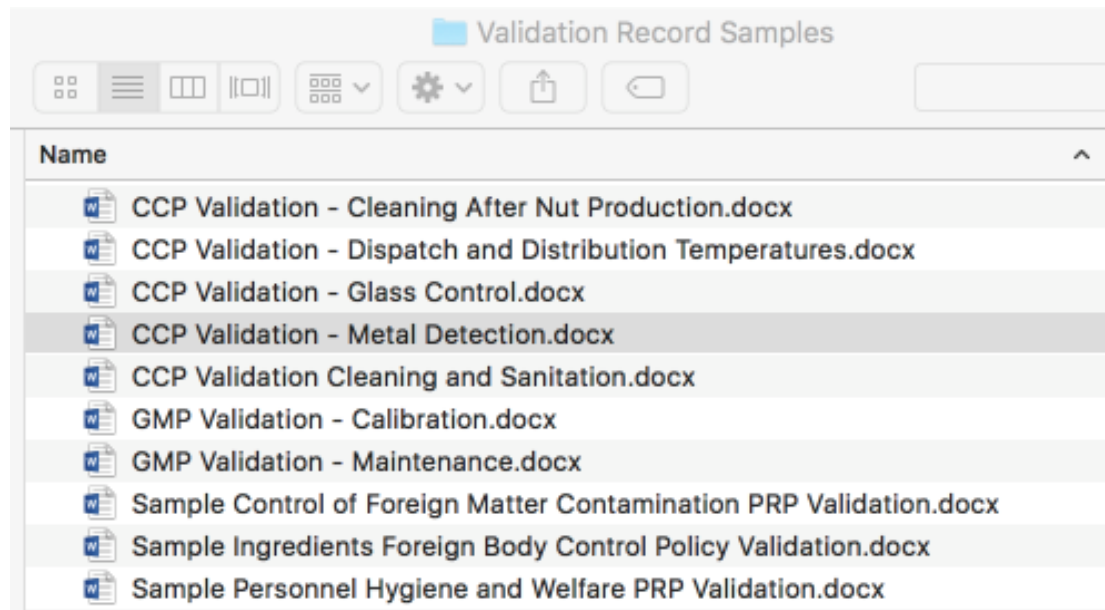 Validation Record Samples
Name
CCP Validation - Cleaning After Nut Production.docx
CCP Validation - Dispatch and Distribution Temperatures.docx
CCP Validation - Glass Control.docx
CCP Validation - Metal Detection.docx
CCP Validation Cleaning and Sanitation.docx
GMP Validation - Calibration.docx
GMP Validation - Maintenance.docx
Sample Control of Foreign Matter Contamination PRP Validation.docx
Sample Ingredients Foreign Body Control Policy Validation.docx
Sample Personnel Hygiene and Welfare PRP Validation.docx